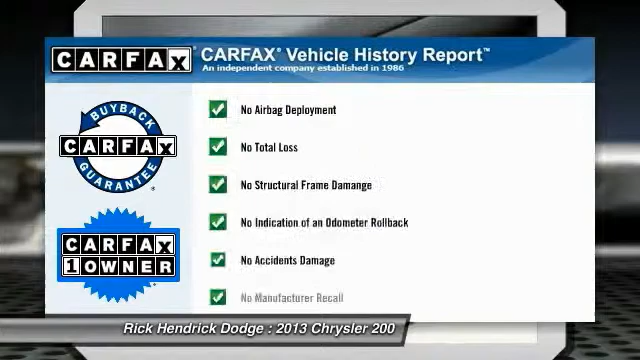 CARFAX
CARFAX® Vehicle History Report™
An independent company established in 1986
BUYBACK
CARFAX
GUARANTEE
CARFAX
1 OWNER
No Airbag Deployment
No Total Loss
No Structural Frame Damange
No Indication of an Odometer Rollback
No Accidents Damage
No Manufacturer Recall
Rick Hendrick Dodge : 2013 Chrysler 200